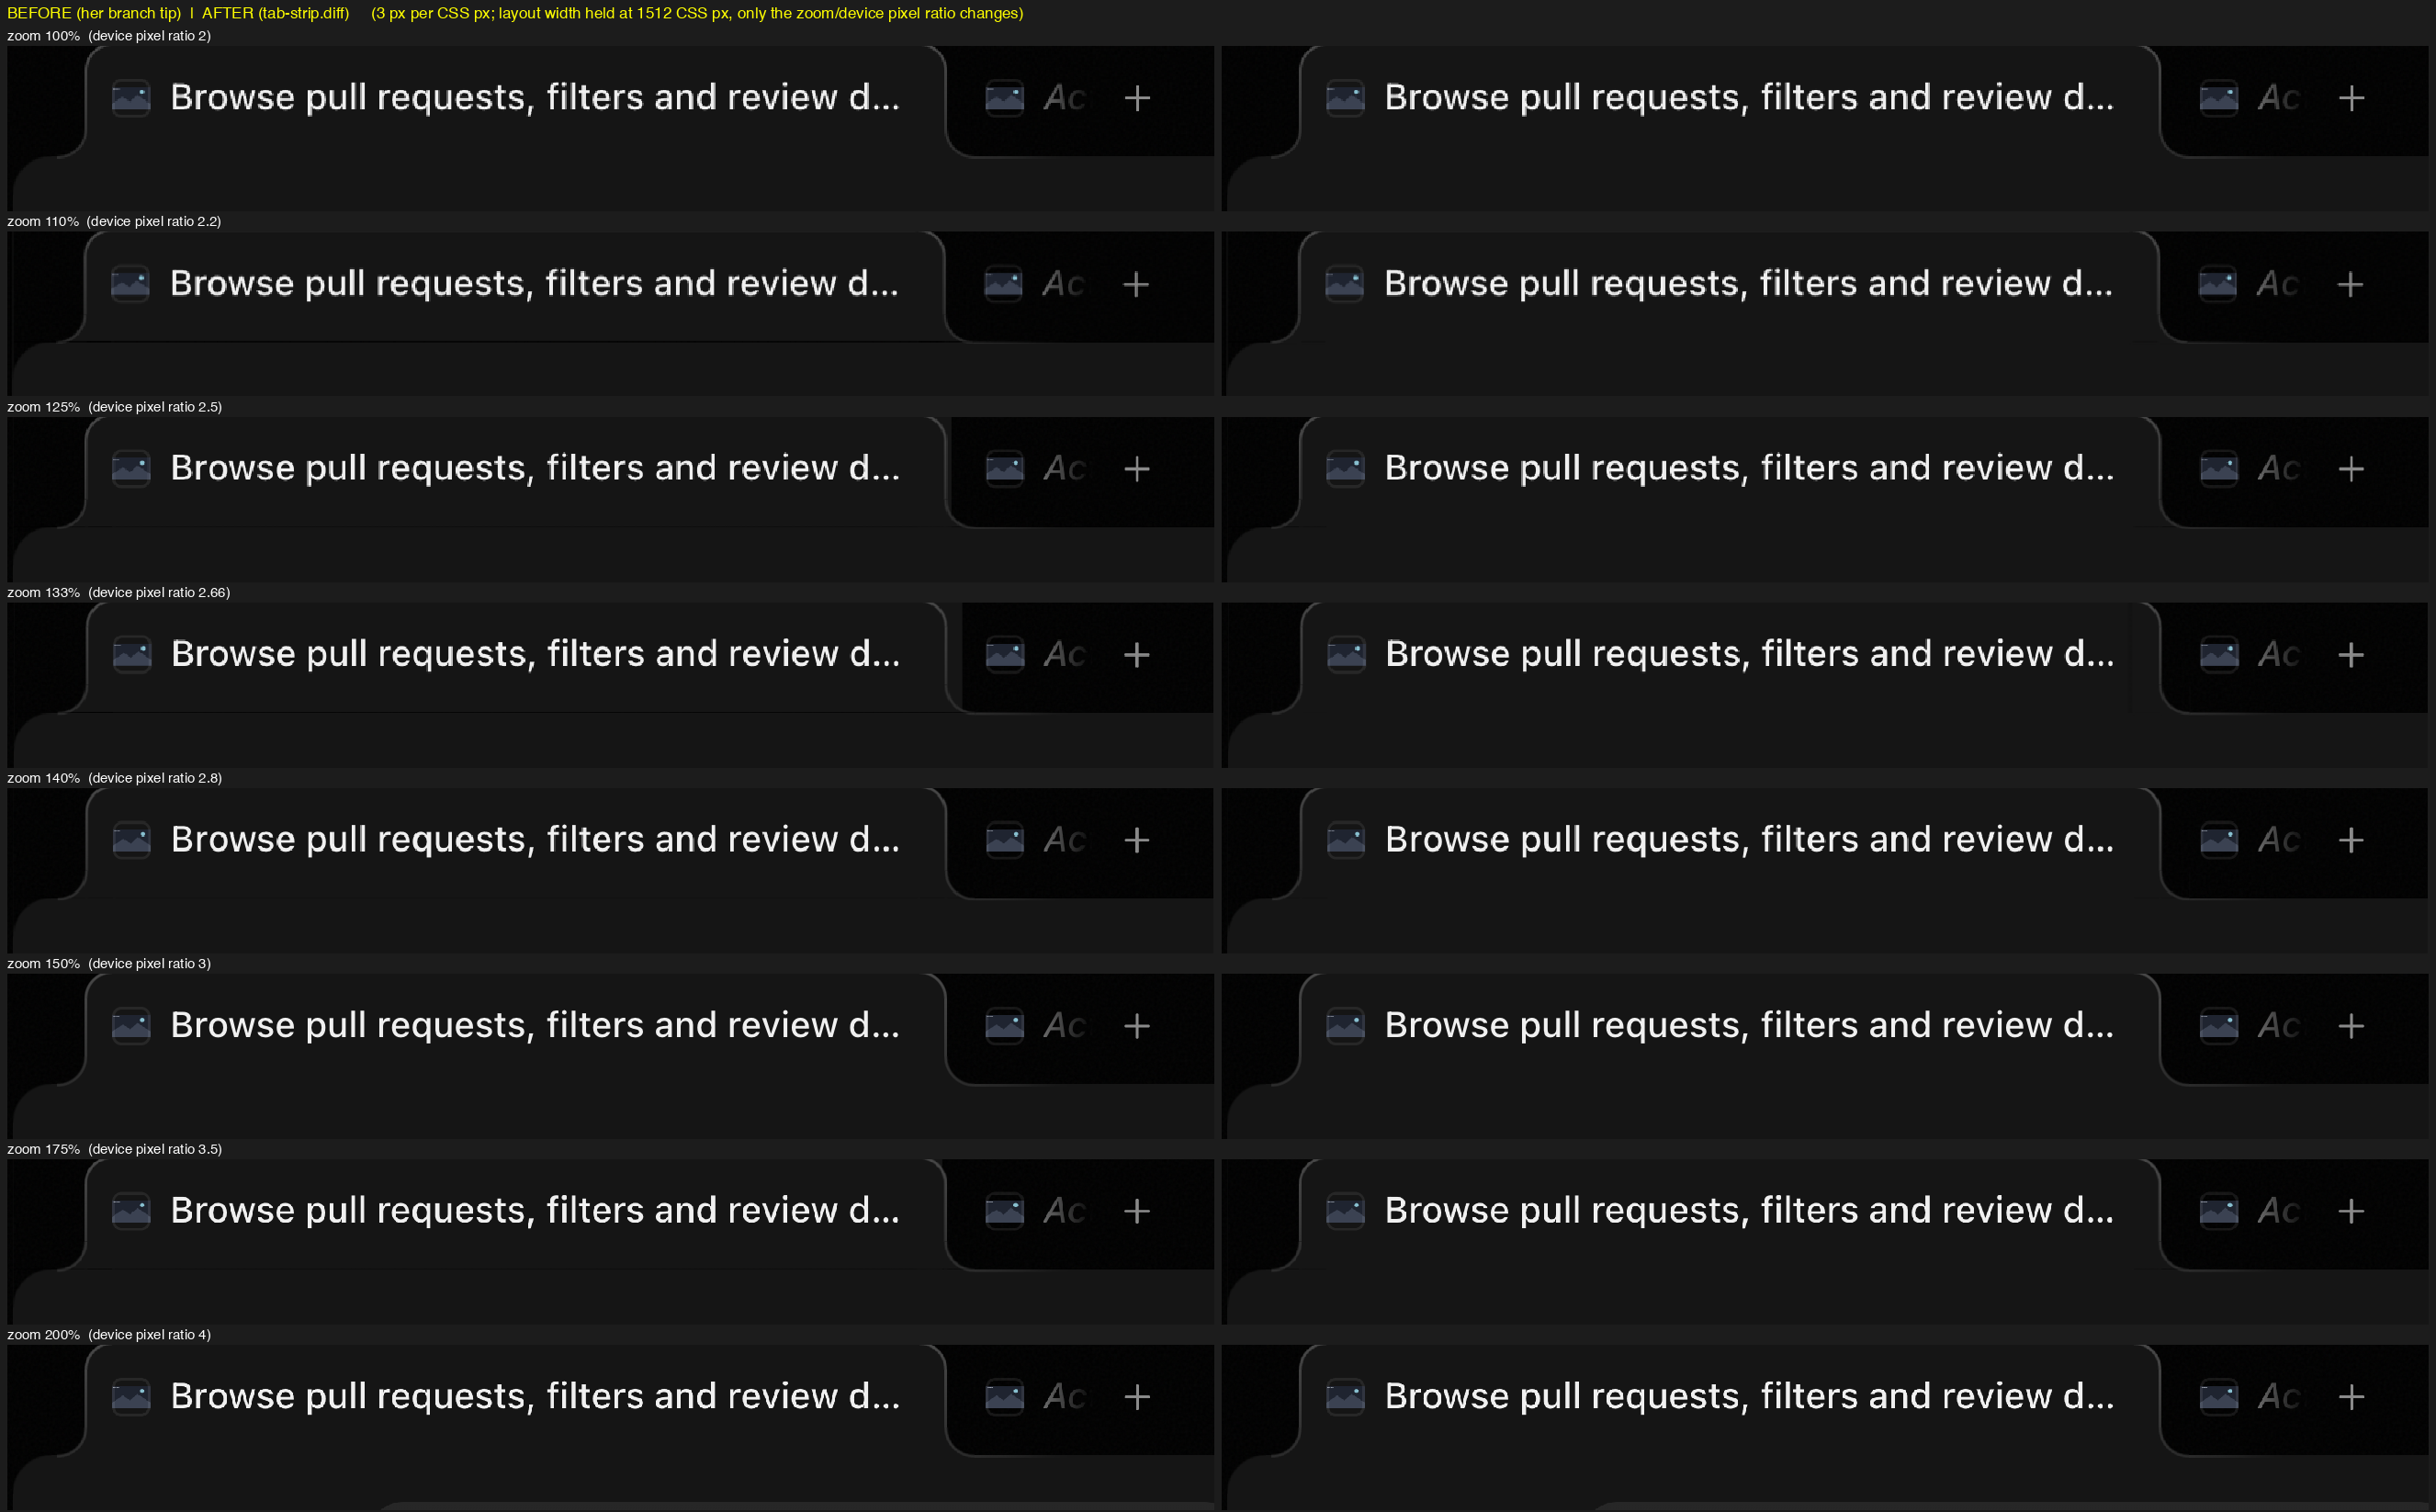 BEFORE (her branch tip) | AFTER (tab-strip.diff) (3 px per CSS px; layout width held at 1512 CSS px, only the zoom/device pixel ratio changes)
zoom 100% (device pixel ratio 2)
Browse pull requests, filters and review d... Ac + Browse pull requests, filters and review d... Ac +
zoom 110% (device pixel ratio 2.2)
Browse pull requests, filters and review d... Ac + Browse pull requests, filters and review d... Ac +
zoom 125% (device pixel ratio 2.5)
Browse pull requests, filters and review d... Ac + Browse pull requests, filters and review d... Ac +
zoom 133% (device pixel ratio 2.66)
Browse pull requests, filters and review d... Ac + Browse pull requests, filters and review d... Ac +
zoom 140% (device pixel ratio 2.8)
Browse pull requests, filters and review d... Ac + Browse pull requests, filters and review d... Ac +
zoom 150% (device pixel ratio 3)
Browse pull requests, filters and review d... Ac + Browse pull requests, filters and review d... Ac +
zoom 175% (device pixel ratio 3.5)
Browse pull requests, filters and review d... Ac + Browse pull requests, filters and review d... Ac +
zoom 200% (device pixel ratio 4)
Browse pull requests, filters and review d... Ac + Browse pull requests, filters and review d... Ac +